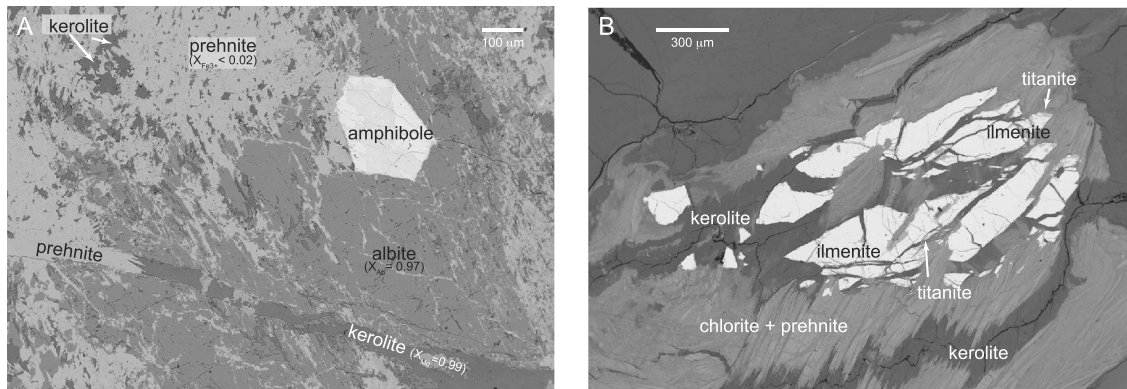 A
kerolite
prehnite
(XFe3+ < 0.02)
100 µm
amphibole
prehnite
albite
(XAb = 0.97)
kerolite (XMg=0.99)
B
300 µm
titanite
ilmenite
kerolite
ilmenite
titanite
chlorite + prehnite
kerolite